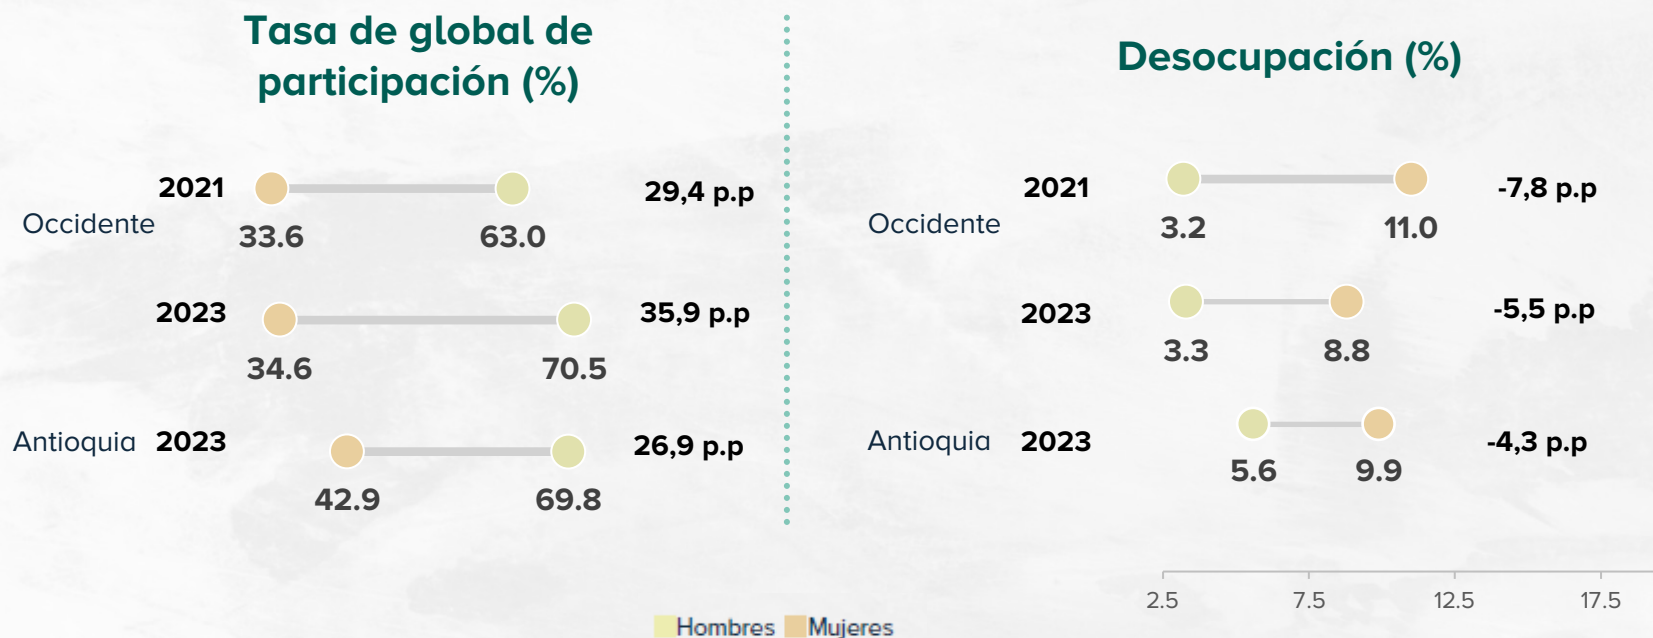 Tasa de global de
participación (%)
2021
Occidente
29,4 p.p
33.6
63.0
2023
35,9 p.p
34.6
70.5
Antioquia
2023
26,9 p.p
42.9
69.8
Desocupación (%)
2021
Occidente
-7,8 p.p
3.2
11.0
2023
-5,5 p.p
3.3
8.8
Antioquia
2023
-4,3 p.p
5.6
9.9
2.5
7.5
12.5
17.5
Hombres
Mujeres